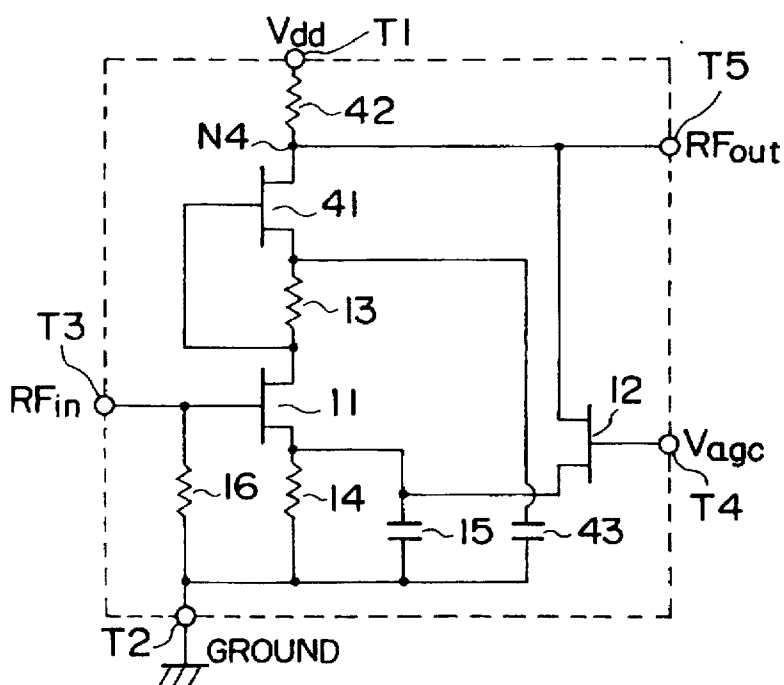 Vdd T1
42
T5
N4
RFout
41
13
T3
RFin
11
12
Vagc
16
14
15
43
T4
T2
GROUND